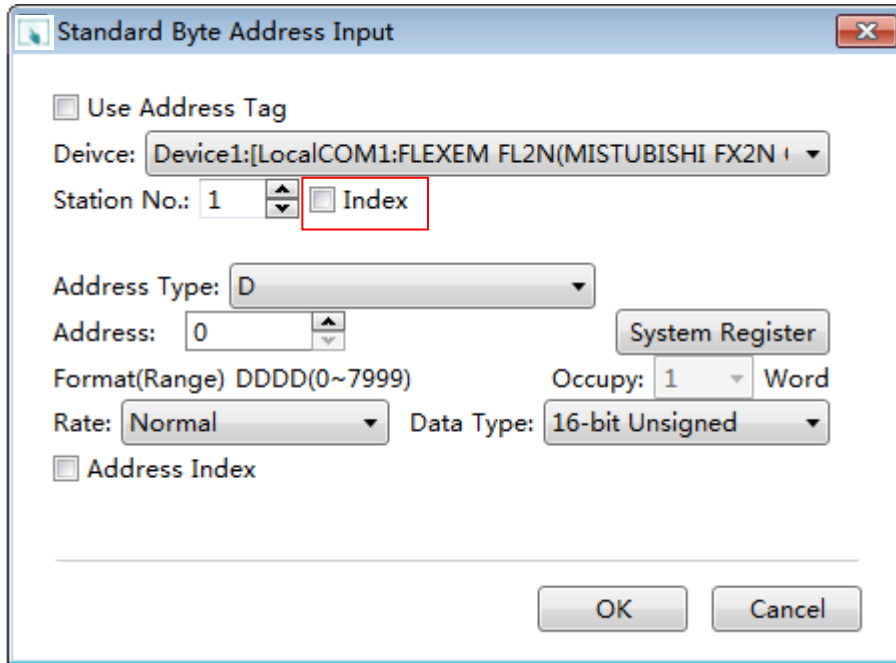 Standard Byte Address Input
Use Address Tag
Deivce: Device1:[LocalCOM1:FLEXEM FL2N(MISTUBISHI FX2N
Station No.: 1 Index
Address Type: D
Address: 0 System Register
Format(Range) DDDD(0~7999) Occupy: 1 Word
Rate: Normal Data Type: 16-bit Unsigned
Address Index
OK Cancel